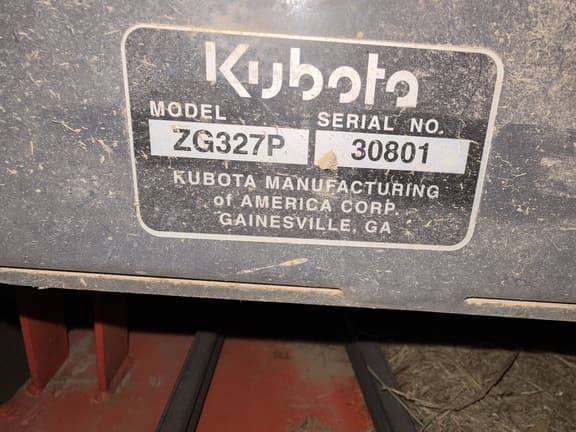 Kubota
MODEL SERIAL NO.
ZG327P 30801
KUBOTA MANUFACTURING
of AMERICA CORP.
GAINESVILLE, GA